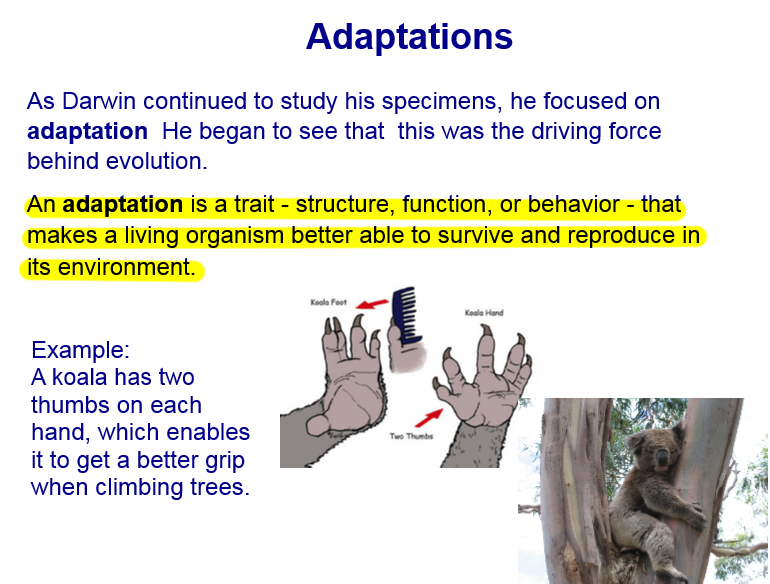 Adaptations
As Darwin continued to study his specimens, he focused on
adaptation  He began to see that  this was the driving force
behind evolution.
An adaptation is a trait - structure, function, or behavior - that
makes a living organism better able to survive and reproduce in
its environment.
Koala Foot
Koala Hand
Two Thumbs
Example:
A koala has two
thumbs on each
hand, which enables
it to get a better grip
when climbing trees.